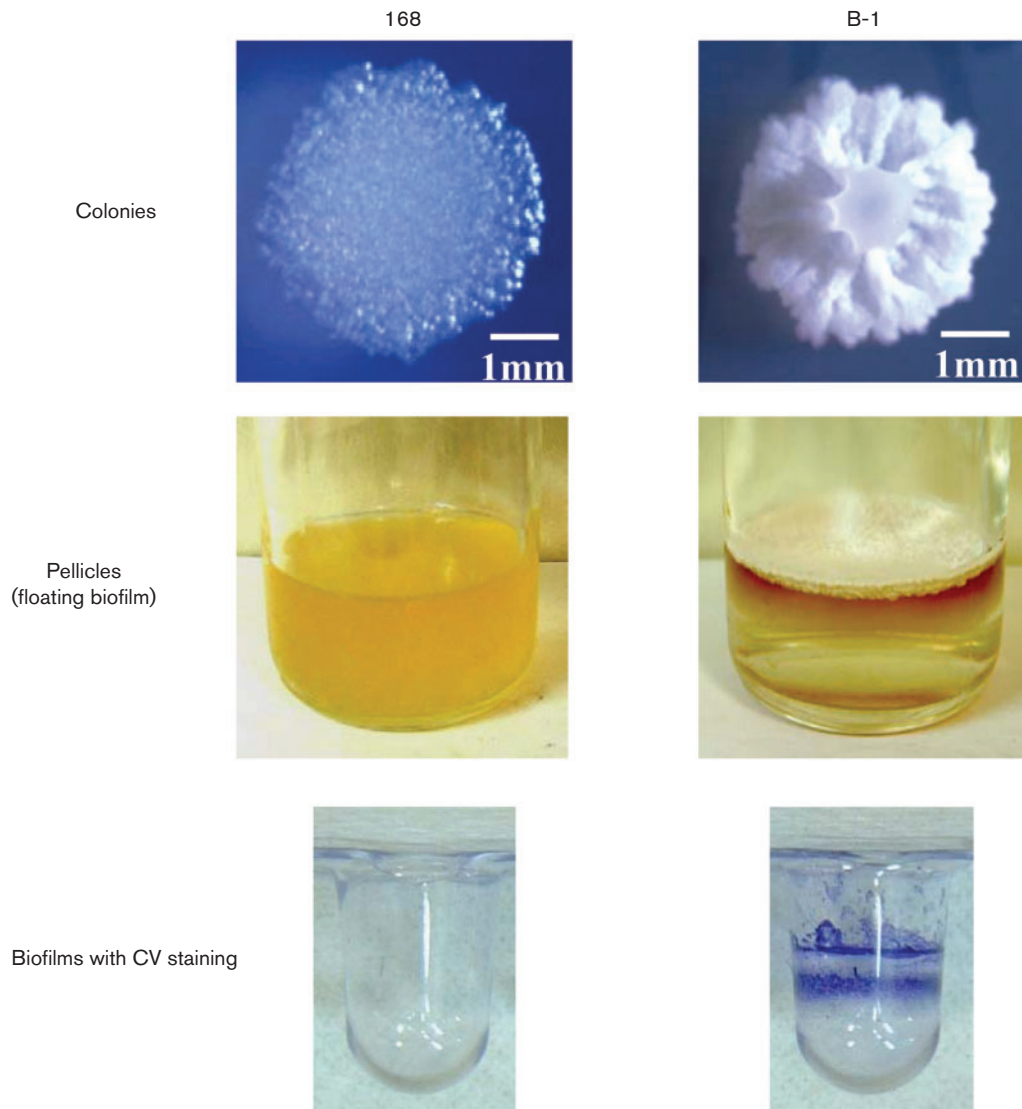 168
B-1
Colonies
1mm
1mm
Pellicles
(floating biofilm)
Biofilms with CV staining